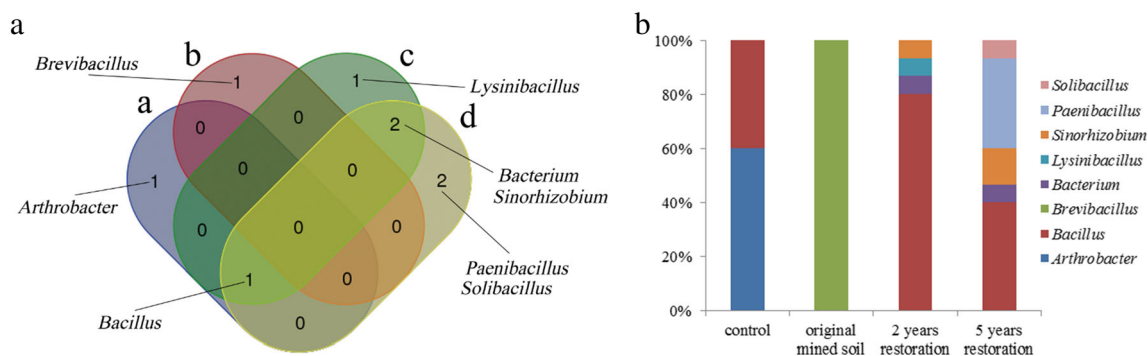 a
b
Brevibacillus
b
c
Lysinibacillus
a
d
1
1
0
0
2
0
0
1
2
0
0
0
1
0
0
Arthrobacter
Bacterium
Sinorhizobium
Paenibacillus
Solibacillus
Bacillus
100%
80%
60%
40%
20%
0%
control
original
mined soil
2 years
restoration
5 years
restoration
Solibacillus
Paenibacillus
Sinorhizobium
Lysinibacillus
Bacterium
Brevibacillus
Bacillus
Arthrobacter